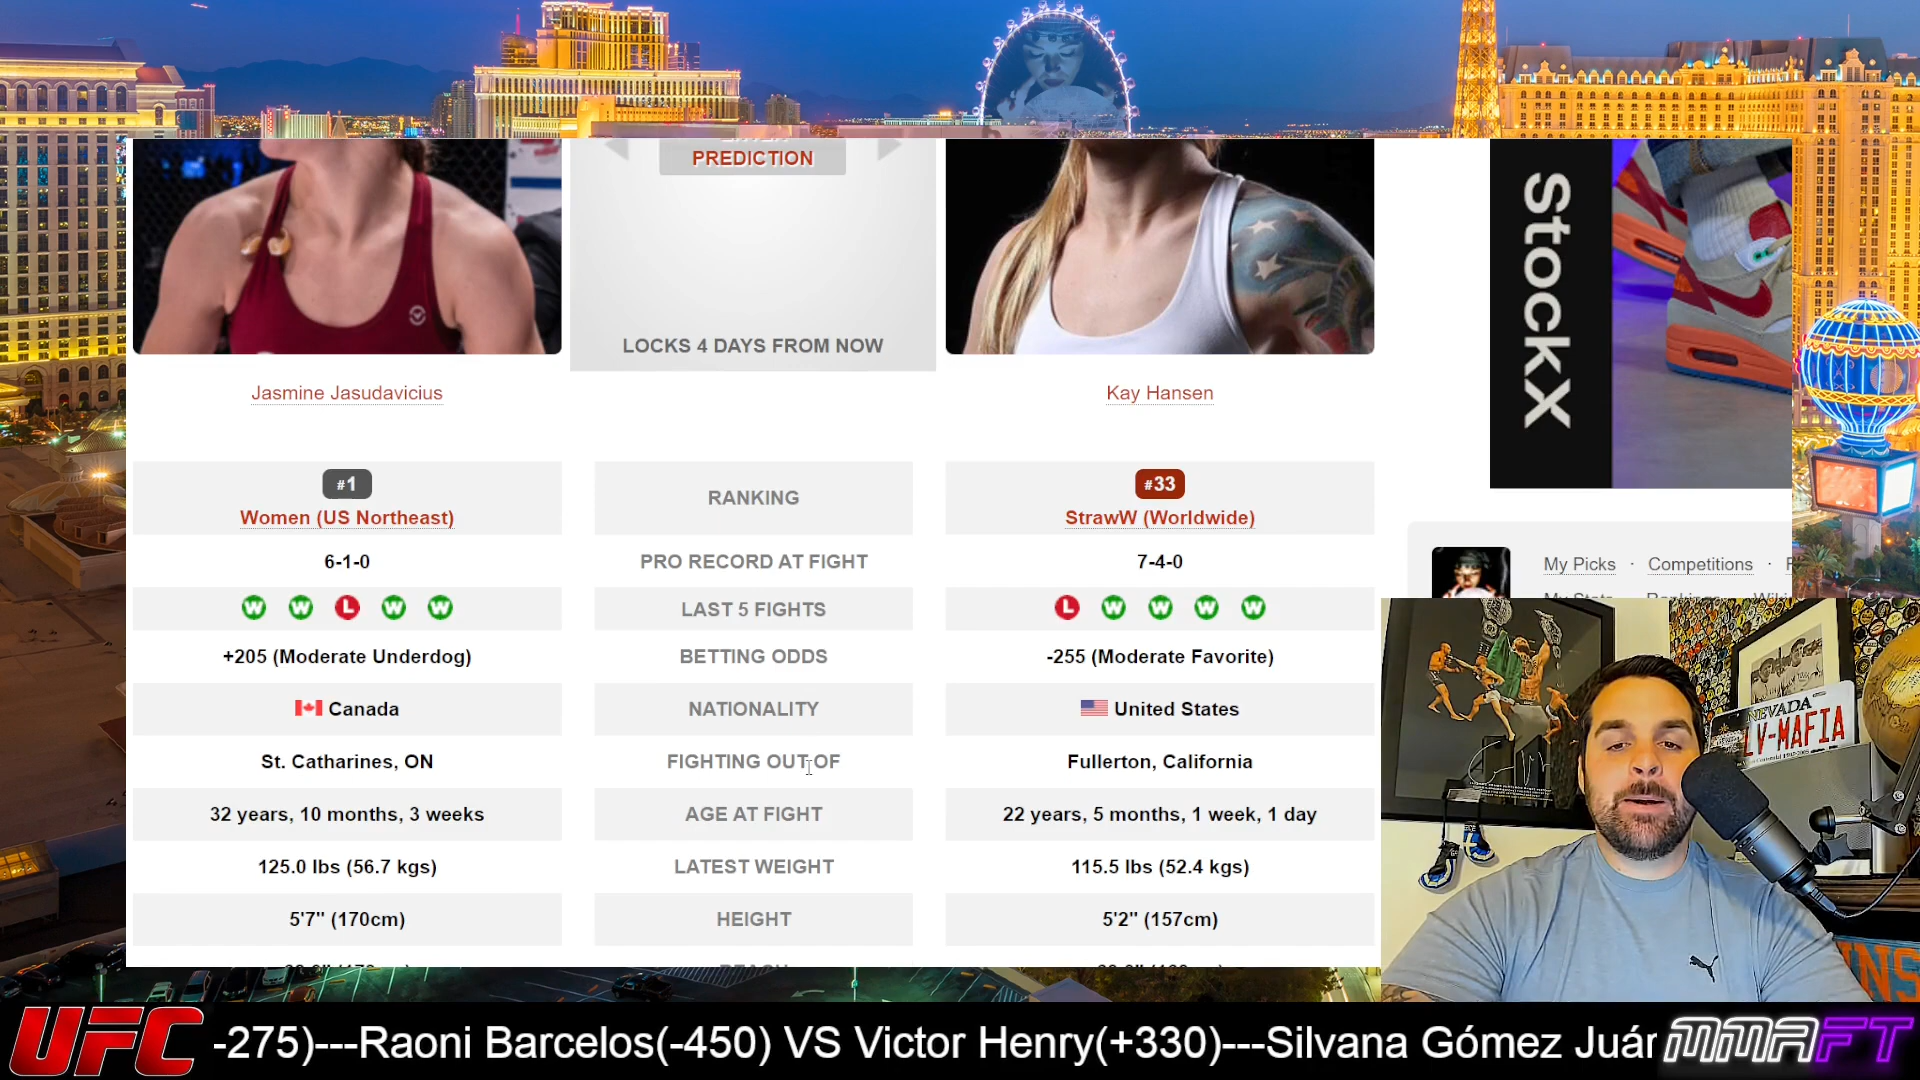 PREDICTION
LOCKS 4 DAYS FROM NOW
Jasmine Jasudavicius
Kay Hansen
StockX
#1
Women (US Northeast)
RANKING
#33
StrawW (Worldwide)
6-1-0
PRO RECORD AT FIGHT
7-4-0
W W L W W
LAST 5 FIGHTS
L W W W W
+205 (Moderate Underdog)
BETTING ODDS
-255 (Moderate Favorite)
Canada
NATIONALITY
United States
St. Catharines, ON
FIGHTING OUT OF
Fullerton, California
32 years, 10 months, 3 weeks
AGE AT FIGHT
22 years, 5 months, 1 week, 1 day
125.0 lbs (56.7 kgs)
LATEST WEIGHT
115.5 lbs (52.4 kgs)
5'7" (170cm)
HEIGHT
5'2" (157cm)
My Picks · Competitions ·
NEVADA
LV-MAFIA
UFC
-275)---Raoni Barcelos(-450) VS Victor Henry(+330)---Silvana Gómez Juár
MMAFT